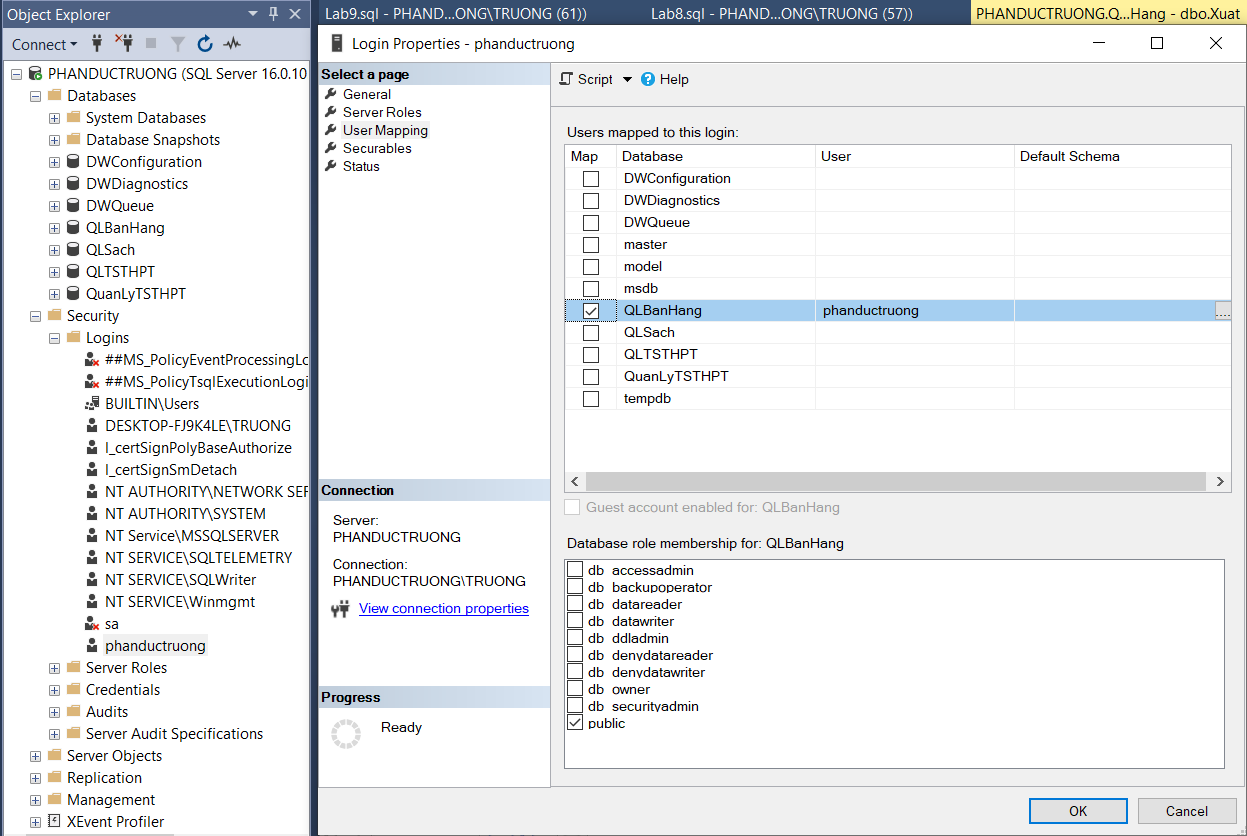 Object Explorer
Connect
PHANDUCTRUONG (SQL Server 16.0.10
Databases
System Databases
Database Snapshots
DWConfiguration
DWDiagnostics
DWQueue
QLBanHang
QLSach
QLTSTHPT
QuanLyTSTHPT
Security
Logins
##MS_PolicyEventProcessingLo
##MS_PolicyTsqlExecutionLogi
BUILTIN\Users
DESKTOP-FJ9K4LE\TRUONG
l_certSignPolyBaseAuthorize
l_certSignSmDetach
NT AUTHORITY\NETWORK SER
NT AUTHORITY\SYSTEM
NT Service\MSSQLSERVER
NT SERVICE\SQLTELEMETRY
NT SERVICE\SQLWriter
NT SERVICE\Winmgmt
sa
phanductruong
Server Roles
Credentials
Audits
Server Audit Specifications
Server Objects
Replication
Management
XEvent Profiler
Lab9.sql - PHAND...ONG\TRUONG (61))
Lab8.sql - PHAND...ONG\TRUONG (57))
PHANDUCTRUONG.Q...Hang - dbo.Xuat
Login Properties - phanductruong
Select a page
General
Server Roles
User Mapping
Securables
Status
Connection
Server:
PHANDUCTRUONG
Connection:
PHANDUCTRUONG\TRUONG
View connection properties
Progress
Ready
Script
Help
Users mapped to this login:
Map Database User Default Schema
DWConfiguration
DWDiagnostics
DWQueue
master
model
msdb
QLBanHang phanductruong ....
QLSach
QLTSTHPT
QuanLyTSTHPT
tempdb
Guest account enabled for: QLBanHang
Database role membership for: QLBanHang
db_accessadmin
db_backupoperator
db_datareader
db_datawriter
db_ddladmin
db_denydatareader
db_denydatawriter
db_owner
db_securityadmin
public
OK
Cancel